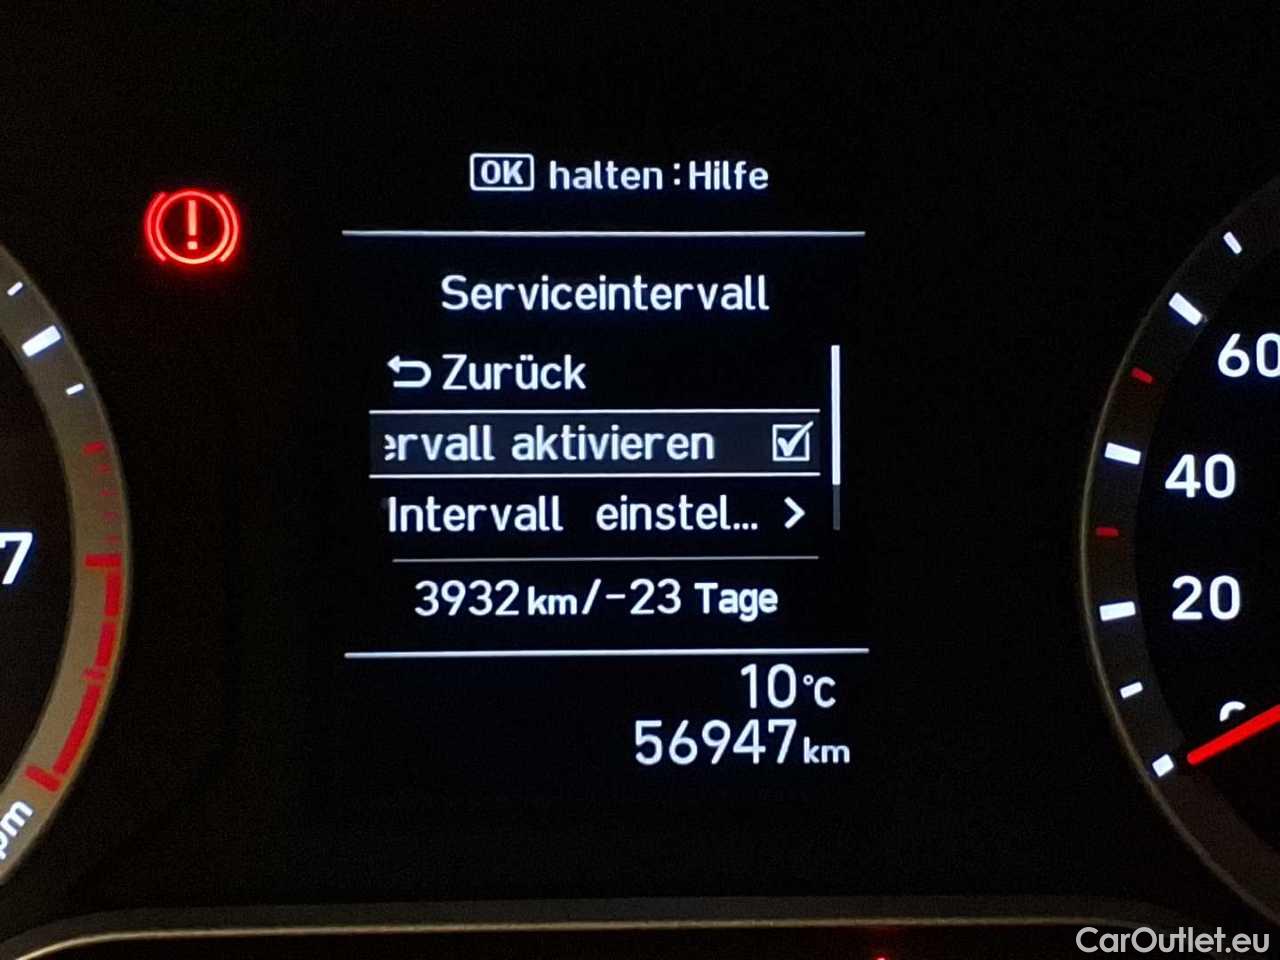 OK halten : Hilfe
Serviceintervall
Zurück
ervall aktivieren
Intervall einstel... >
3932 km/-23 Tage
10 °C
56947 km
7
60
40
20
CarOutlet.eu